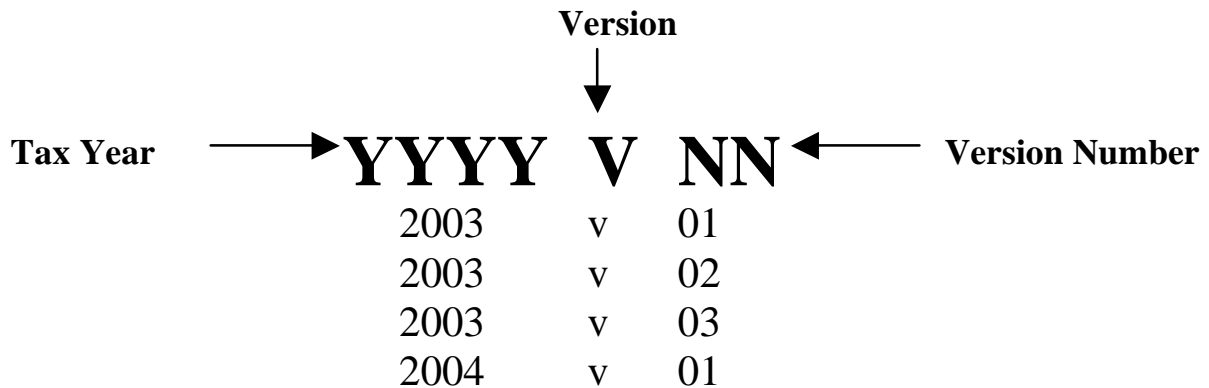 Version
Tax Year YYYY V NN Version Number
2003 v 01
2003 v 02
2003 v 03
2004 v 01